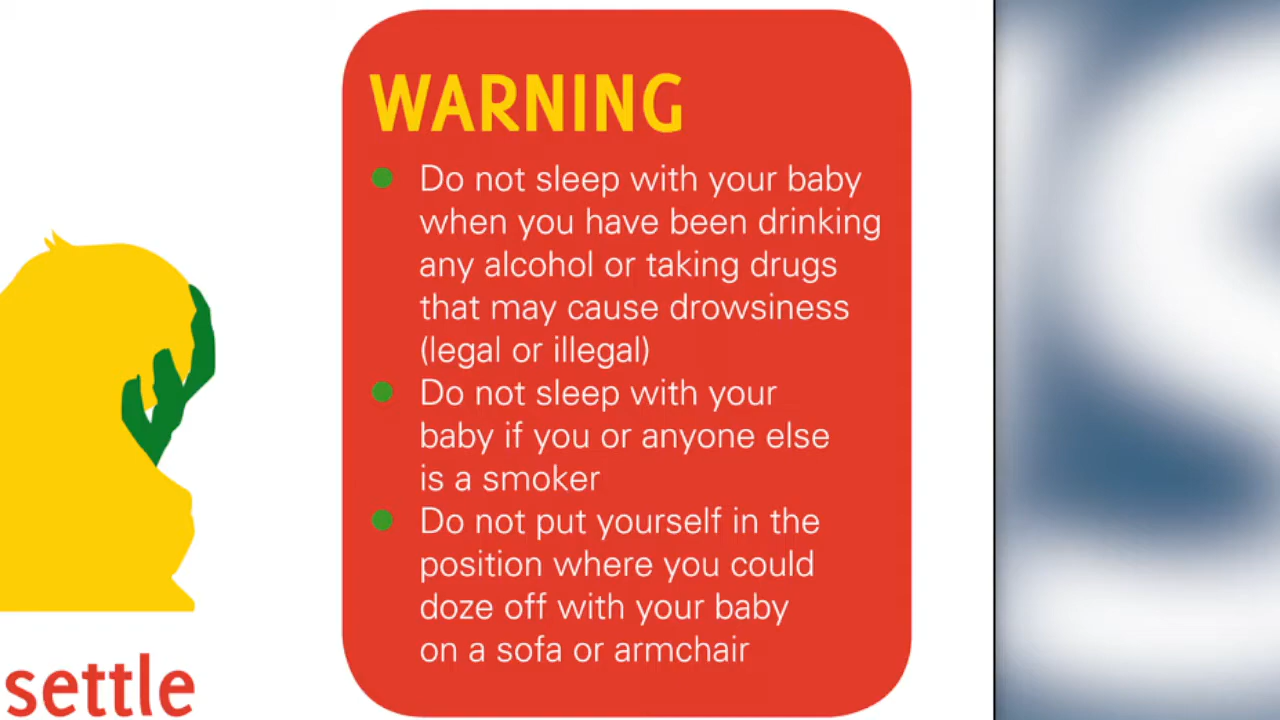 WARNING
Do not sleep with your baby
when you have been drinking
any alcohol or taking drugs
that may cause drowsiness
(legal or illegal)
Do not sleep with your
baby if you or anyone else
is a smoker
Do not put yourself in the
position where you could
doze off with your baby
on a sofa or armchair
settle